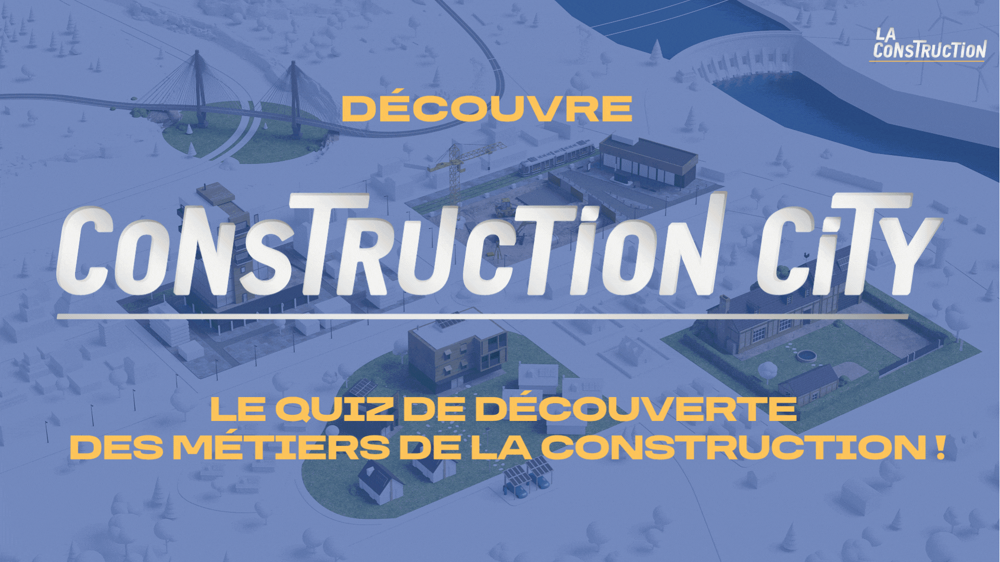 LA
CONSTRUCTION
DÉCOUVRE
CONSTRUCTION CITY
LE QUIZ DE DÉCOUVERTE
DES MÉTIERS DE LA CONSTRUCTION !